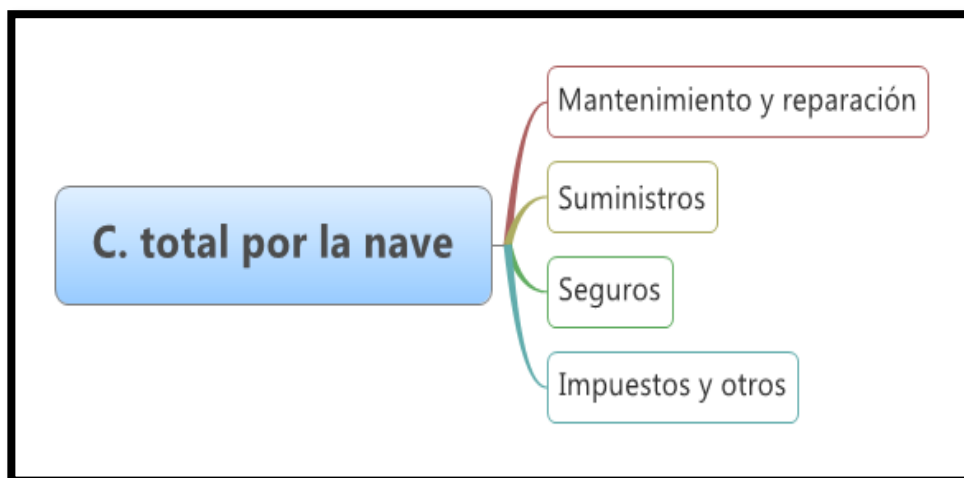 C. total por la nave
Mantenimiento y reparación
Suministros
Seguros
Impuestos y otros